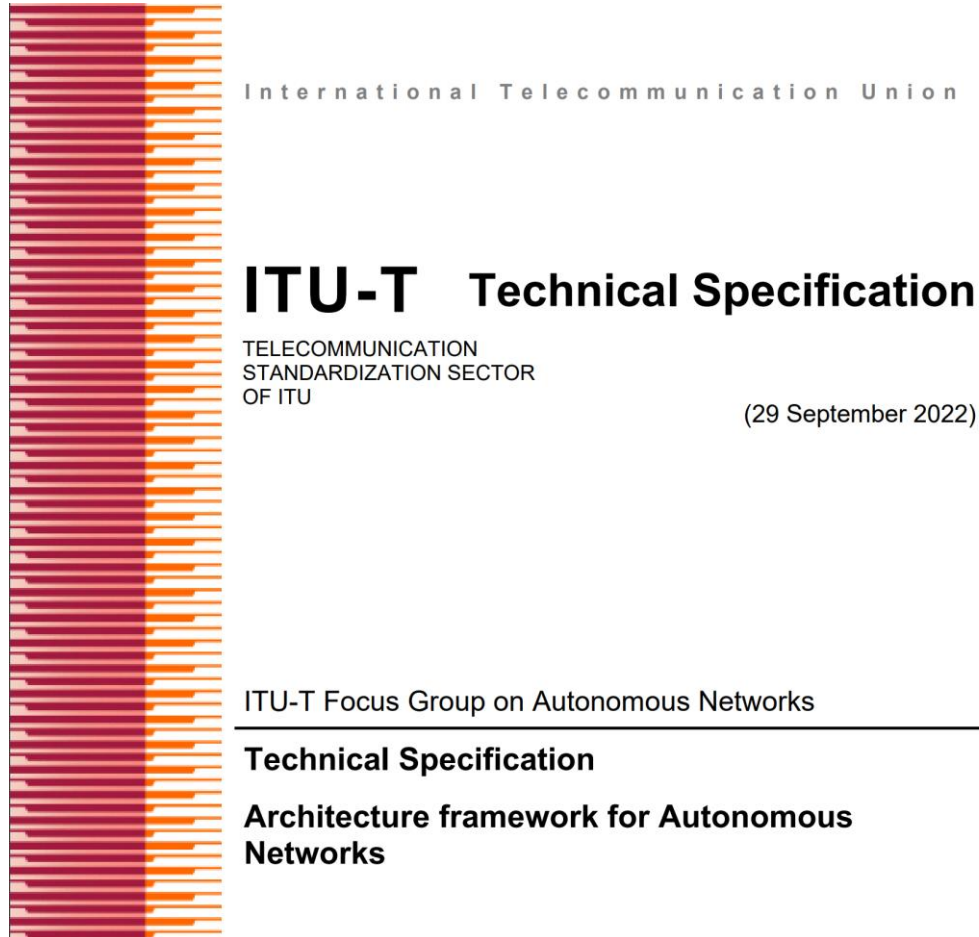 International Telecommunication Union
ITU-T Technical Specification
TELECOMMUNICATION
STANDARDIZATION SECTOR
OF ITU
(29 September 2022)
ITU-T Focus Group on Autonomous Networks
Technical Specification
Architecture framework for Autonomous
Networks